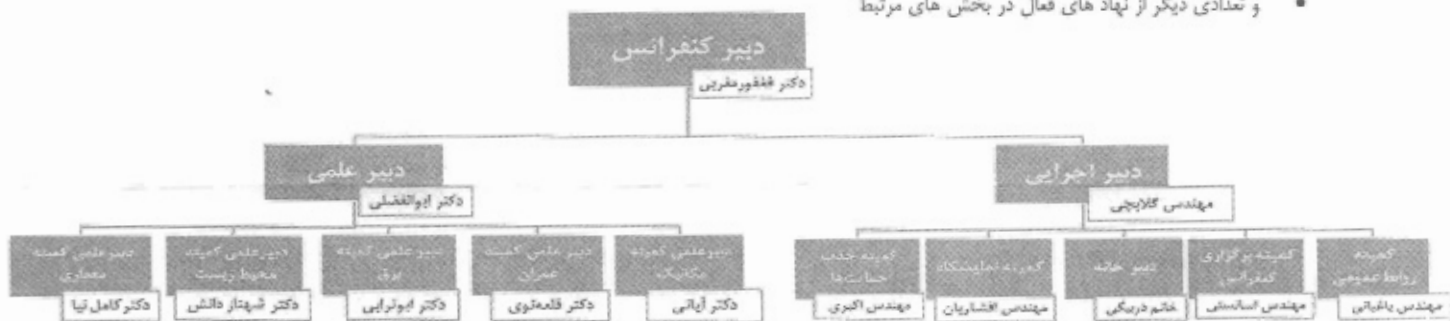 و تعدادی دیگر از نهاد های فعال در بخش های مرتبط
دبیر کنفرانس
دکتر فغفورمغربی
دبیر اجرایی
مهندس گلابچی
دبیر علمی
دکتر ابوالفضلی
کمیته
روابط عمومی
مهندس باغبانی
کمیته برگزاری
کنفرانس
مهندس
دبیر خانه
خانم دربیگی
کمیته نمایشگاه
مهندس افشاریان
کمیته جذب
حمایت‌ها
مهندس اکبری
دبیر علمی کمیته
مکانیک
دکتر آیانی
دبیر علمی کمیته
عمران
دکتر قلعه‌نوی
دبیر علمی کمیته
برق
دکتر ابوترابی
دبیر علمی کمیته
محیط زیست
دکتر شهناز دانش
دبیر علمی کمیته
معماری
دکتر کامل نیا